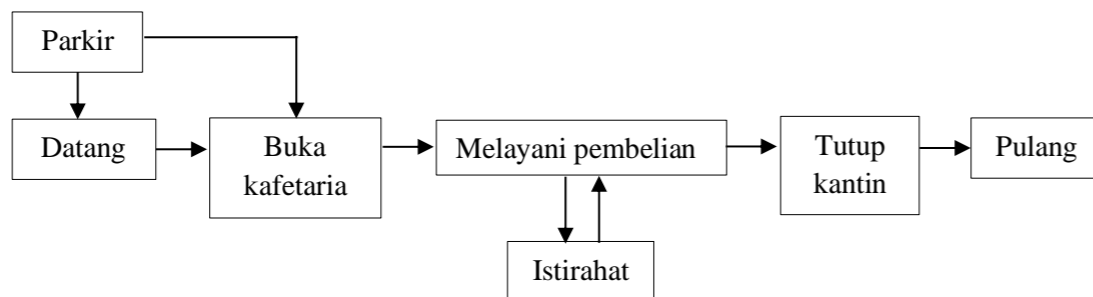 Parkir
Datang
Buka
kafetaria
Melayani pembelian
Tutup
kantin
Pulang
Istirahat